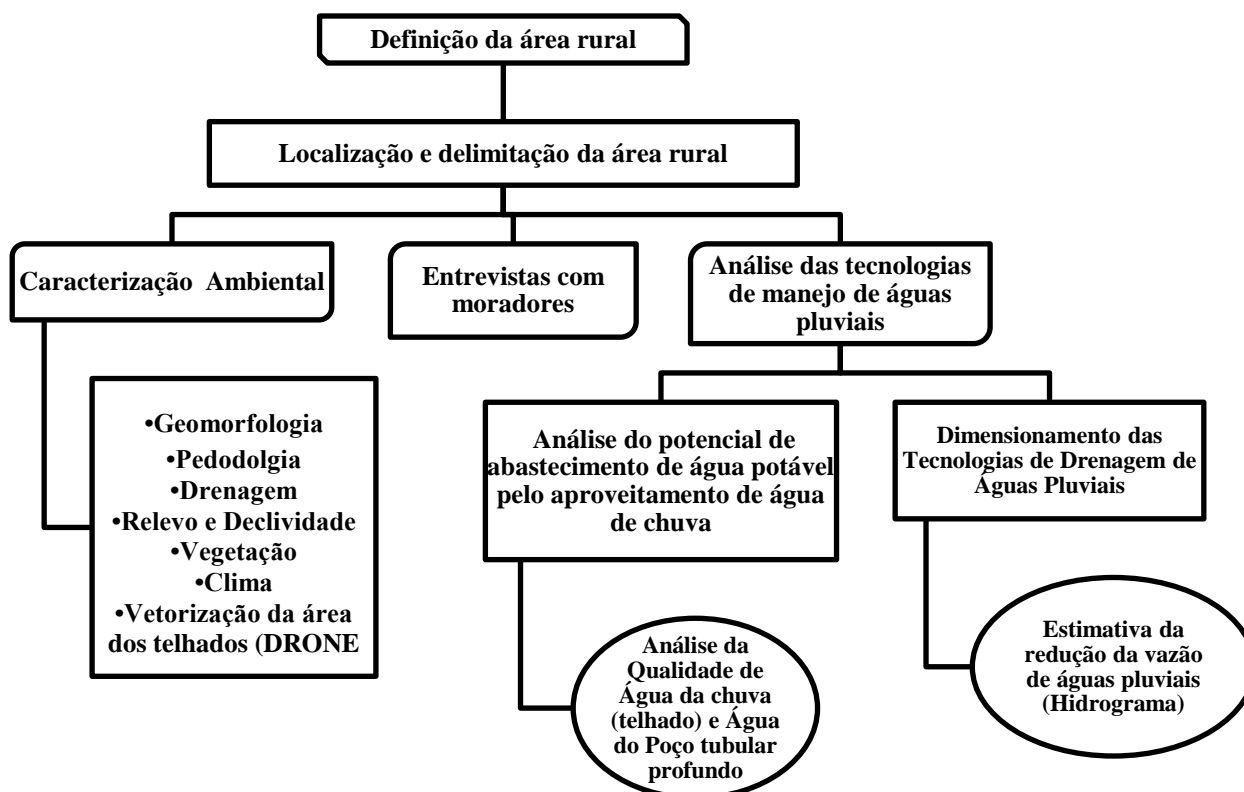 Definição da área rural
Localização e delimitação da área rural
Caracterização Ambiental
Entrevistas com
moradores
Análise das tecnologias
de manejo de águas
pluviais
•Geomorfologia
•Pedodolgia
•Drenagem
•Relevo e Declividade
•Vegetação
•Clima
•Vetorização da área
dos telhados (DRONE
Análise do potencial de
abastecimento de água potável
pelo aproveitamento de água
de chuva
Dimensionamento das
Tecnologias de Drenagem de
Águas Pluviais
Análise da
Qualidade de
Água da chuva
(telhado) e Água
do Poço tubular
profundo
Estimativa da
redução da vazão
de águas pluviais
(Hidrograma)